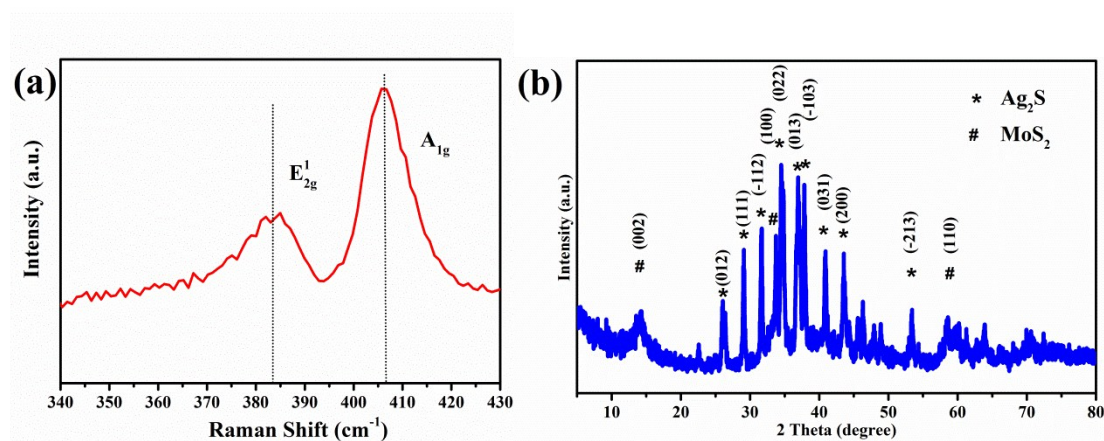 (a)
E¹₂g
A₁g
Intensity (a.u.)
340 350 360 370 380 390 400 410 420 430
Raman Shift (cm⁻¹)
(b)
* Ag₂S
# MoS₂
# (002)
*(012)
*(111)
*(-112)
# (100)
*(022)
*(013)
*(-103)
*(031)
*(200)
*(-213)
# (110)
Intensity (a.u.)
10 20 30 40 50 60 70 80
2 Theta (degree)